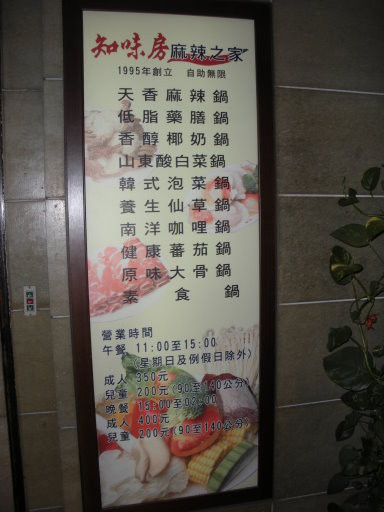 知味房麻辣之家
1995年創立 自助無限
天香麻辣鍋
低脂藥膳鍋
香醇椰奶鍋
山東酸白菜鍋
韓式泡菜鍋
養生仙草鍋
南洋咖哩鍋
健康蕃茄鍋
原味大骨鍋
素食鍋
營業時間
午餐 11:00至15:00
(星期日及例假日除外)
成人 350元
兒童 200元(90至140公分)
晚餐 15:00至02:00
成人 400元
兒童 200元(90至140公分)